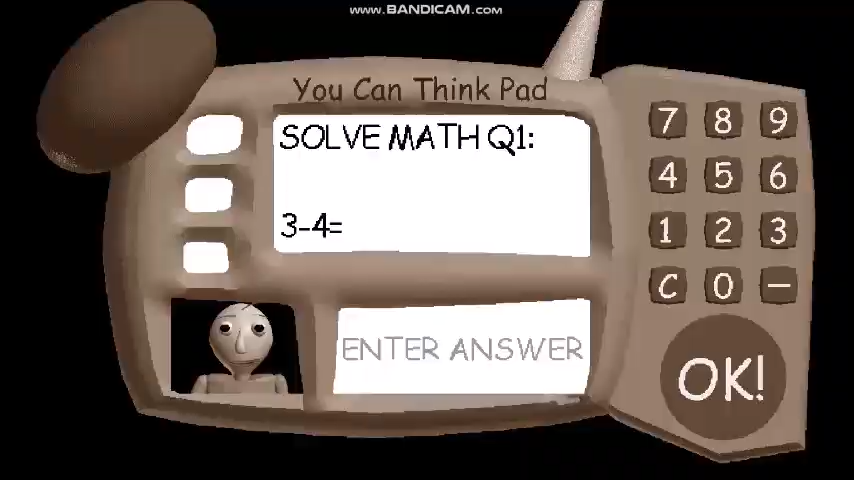 WWW.BANDICAM.COM
You Can Think Pad
SOLVE MATH Q1:
3-4=
ENTER ANSWER
7 8 9
4 5 6
1 2 3
C 0 —
OK!